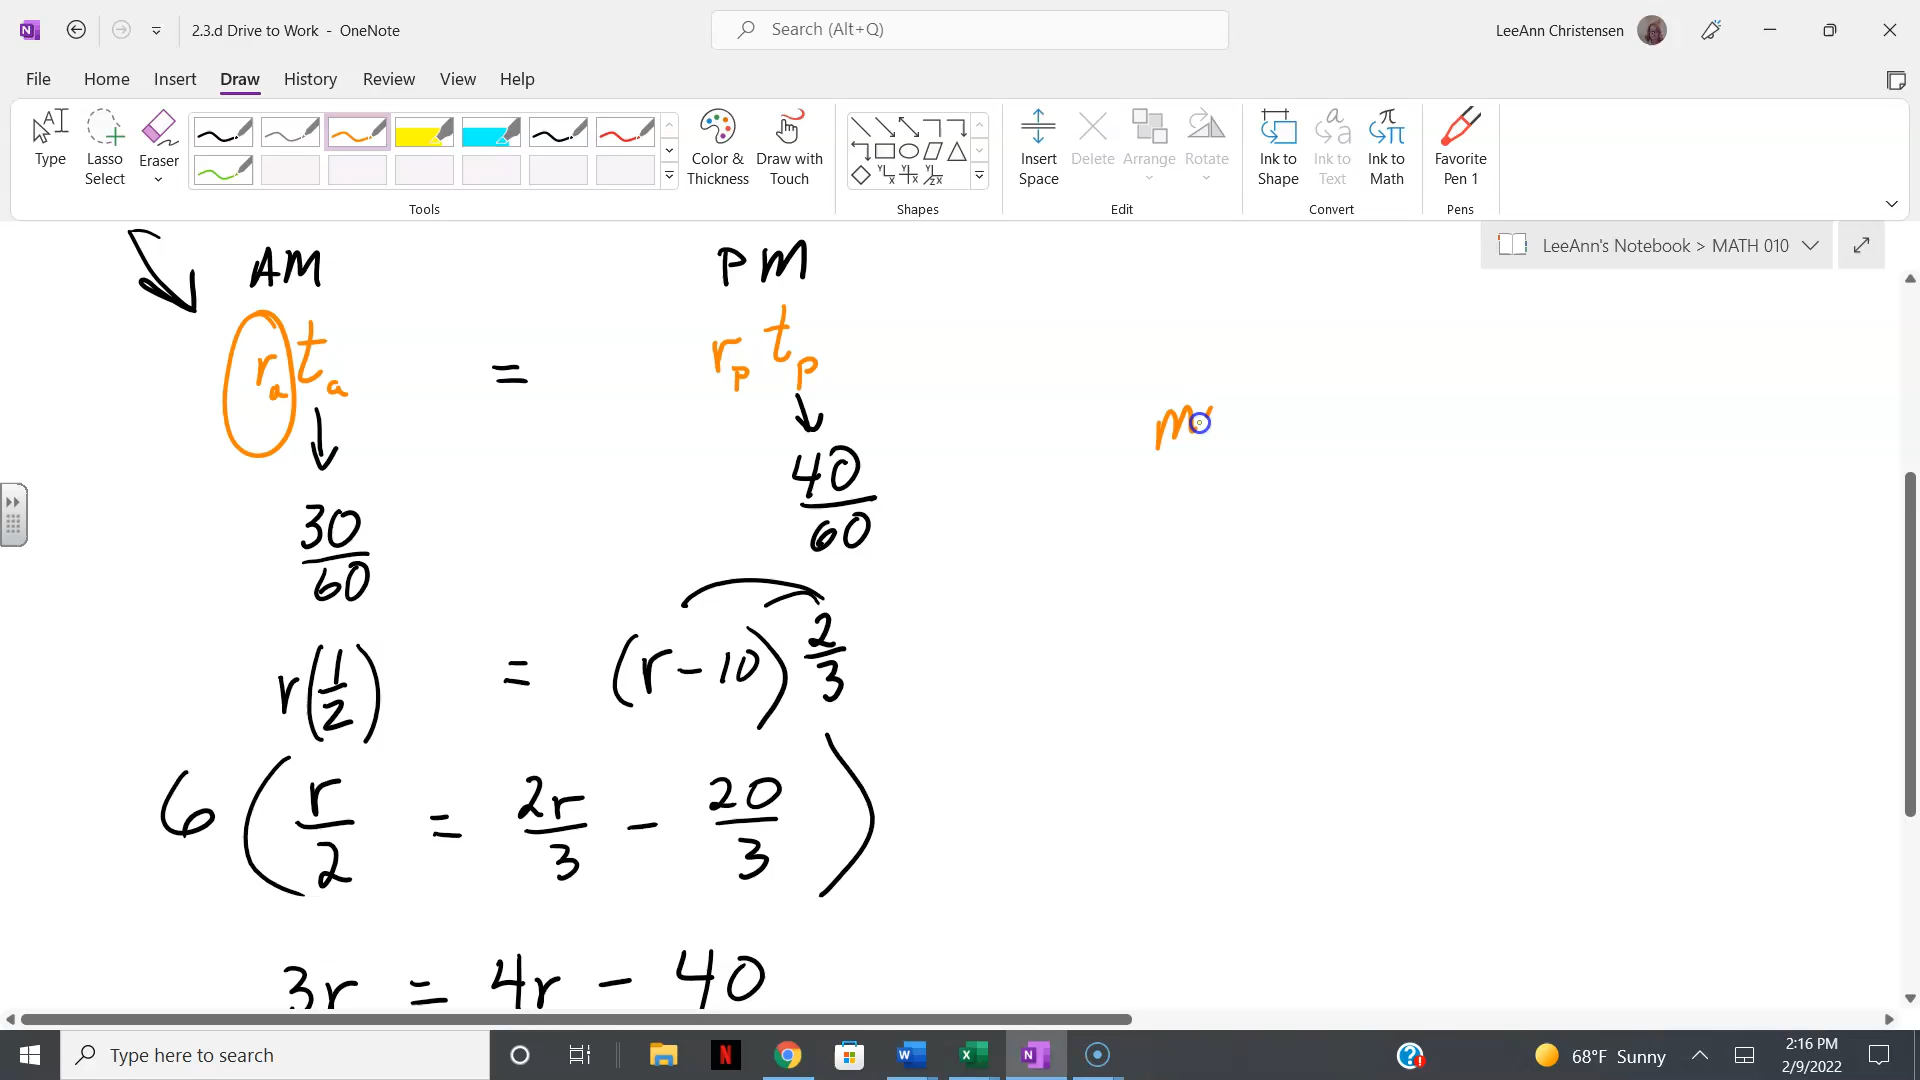 2.3.d Drive to Work - OneNote
Search (Alt+Q)
LeeAnn Christensen
File Home Insert Draw History Review View Help
Type
Lasso Select
Eraser
Color & Thickness
Draw with Touch
Insert Space
Delete
Arrange
Rotate
Ink to Shape
Ink to Text
Ink to Math
Favorite Pen 1
Tools Shapes Edit Convert Pens
LeeAnn's Notebook > MATH 010
AM PM
r_a t_a = r_p t_p
30/60 40/60
r(1/2) = (r - 10) 2/3
6 ( r/2 = 2r/3 - 20/3 )
3r = 4r - 40
m
Type here to search
68°F Sunny
2:16 PM
2/9/2022